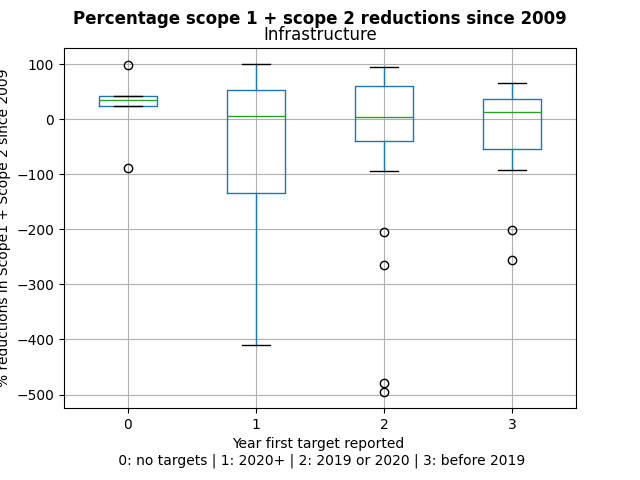 Percentage scope 1 + scope 2 reductions since 2009
Infrastructure
% reductions in Scope1 + Scope 2 since 2009
100
0
−100
−200
−300
−400
−500
0
1
2
3
Year first target reported
0: no targets | 1: 2020+ | 2: 2019 or 2020 | 3: before 2019